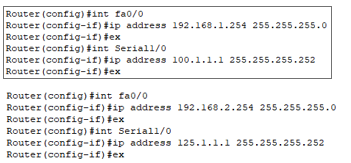 Router(config)#int fa0/0
Router(config-if)#ip address 192.168.1.254 255.255.255.0
Router(config-if)#ex
Router(config)#int Serial1/0
Router(config-if)#ip address 100.1.1.1 255.255.255.252
Router(config-if)#ex
Router(config)#int fa0/0
Router(config-if)#ip address 192.168.2.254 255.255.255.0
Router(config-if)#ex
Router(config)#int Serial1/0
Router(config-if)#ip address 125.1.1.1 255.255.255.252
Router(config-if)#ex